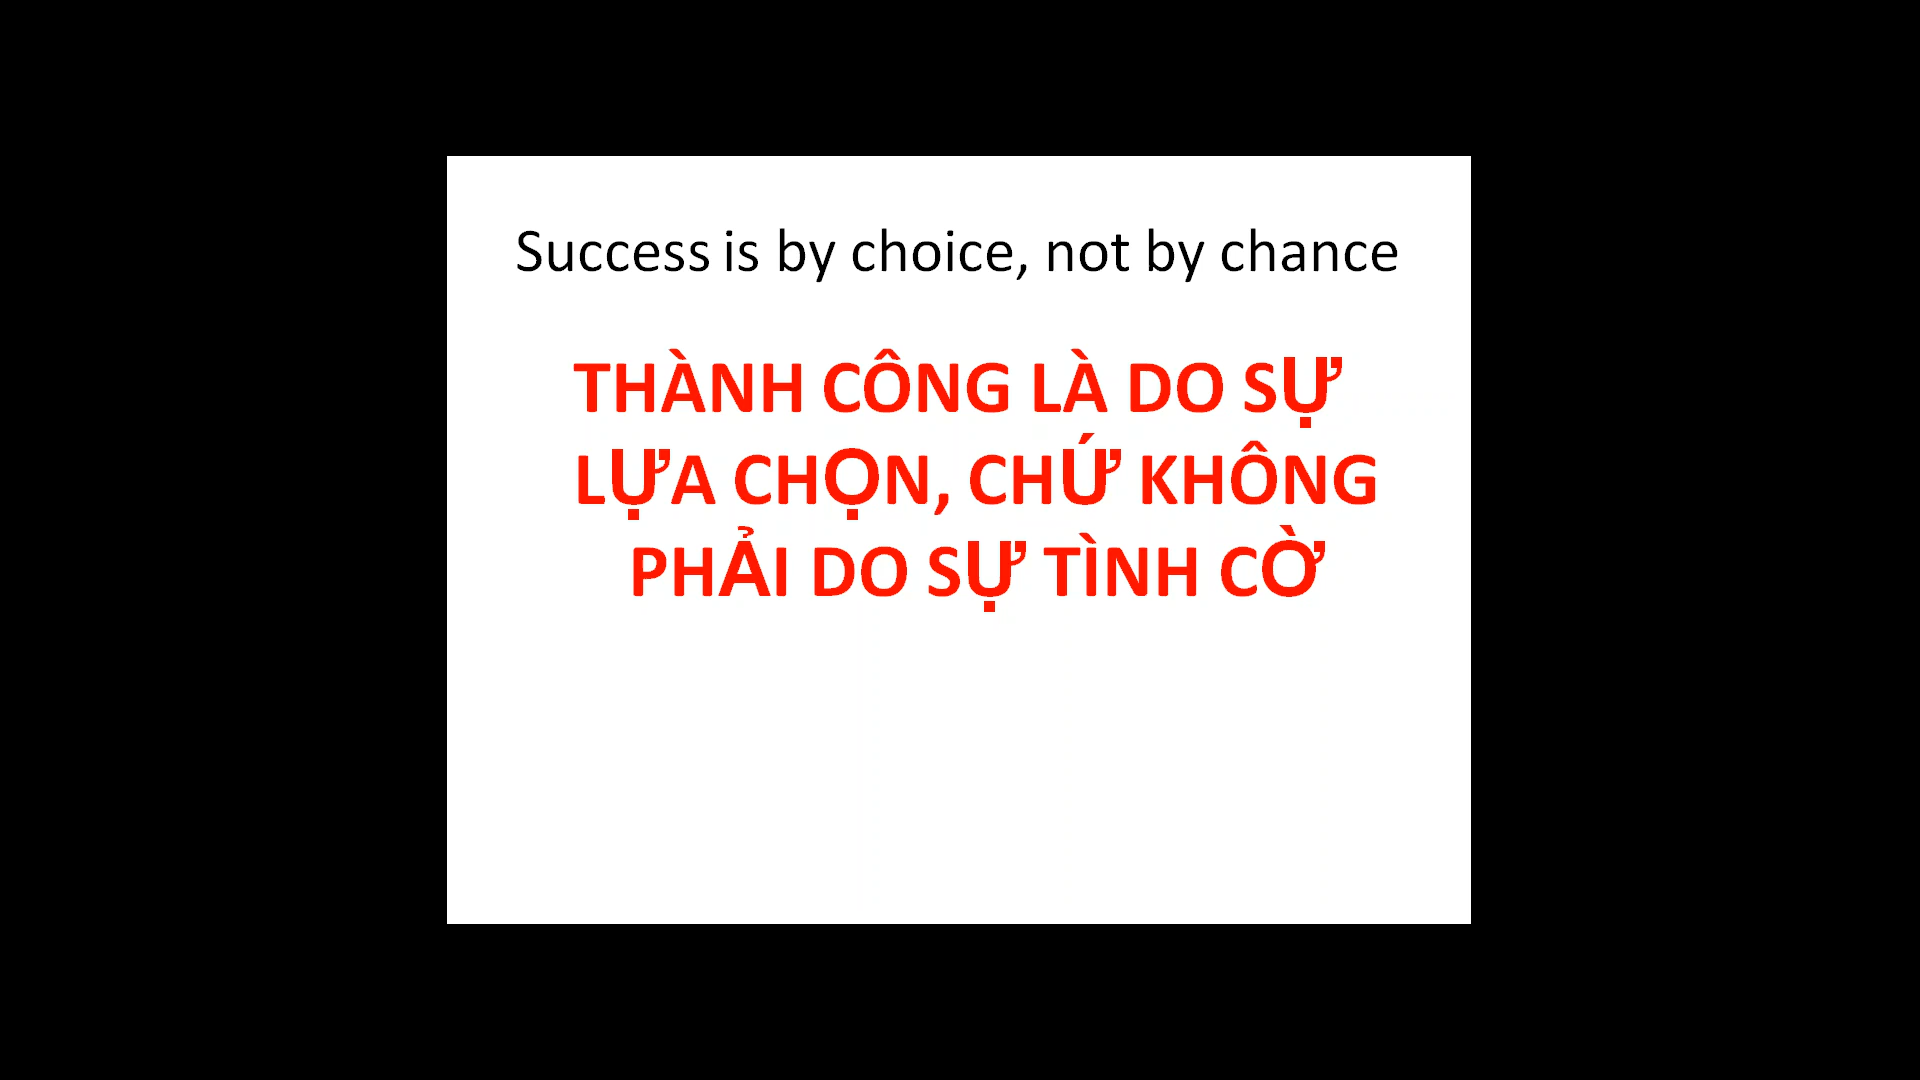 Success is by choice, not by chance
THÀNH CÔNG LÀ DO SỰ
LỰA CHỌN, CHỨ KHÔNG
PHẢI DO SỰ TÌNH CỜ